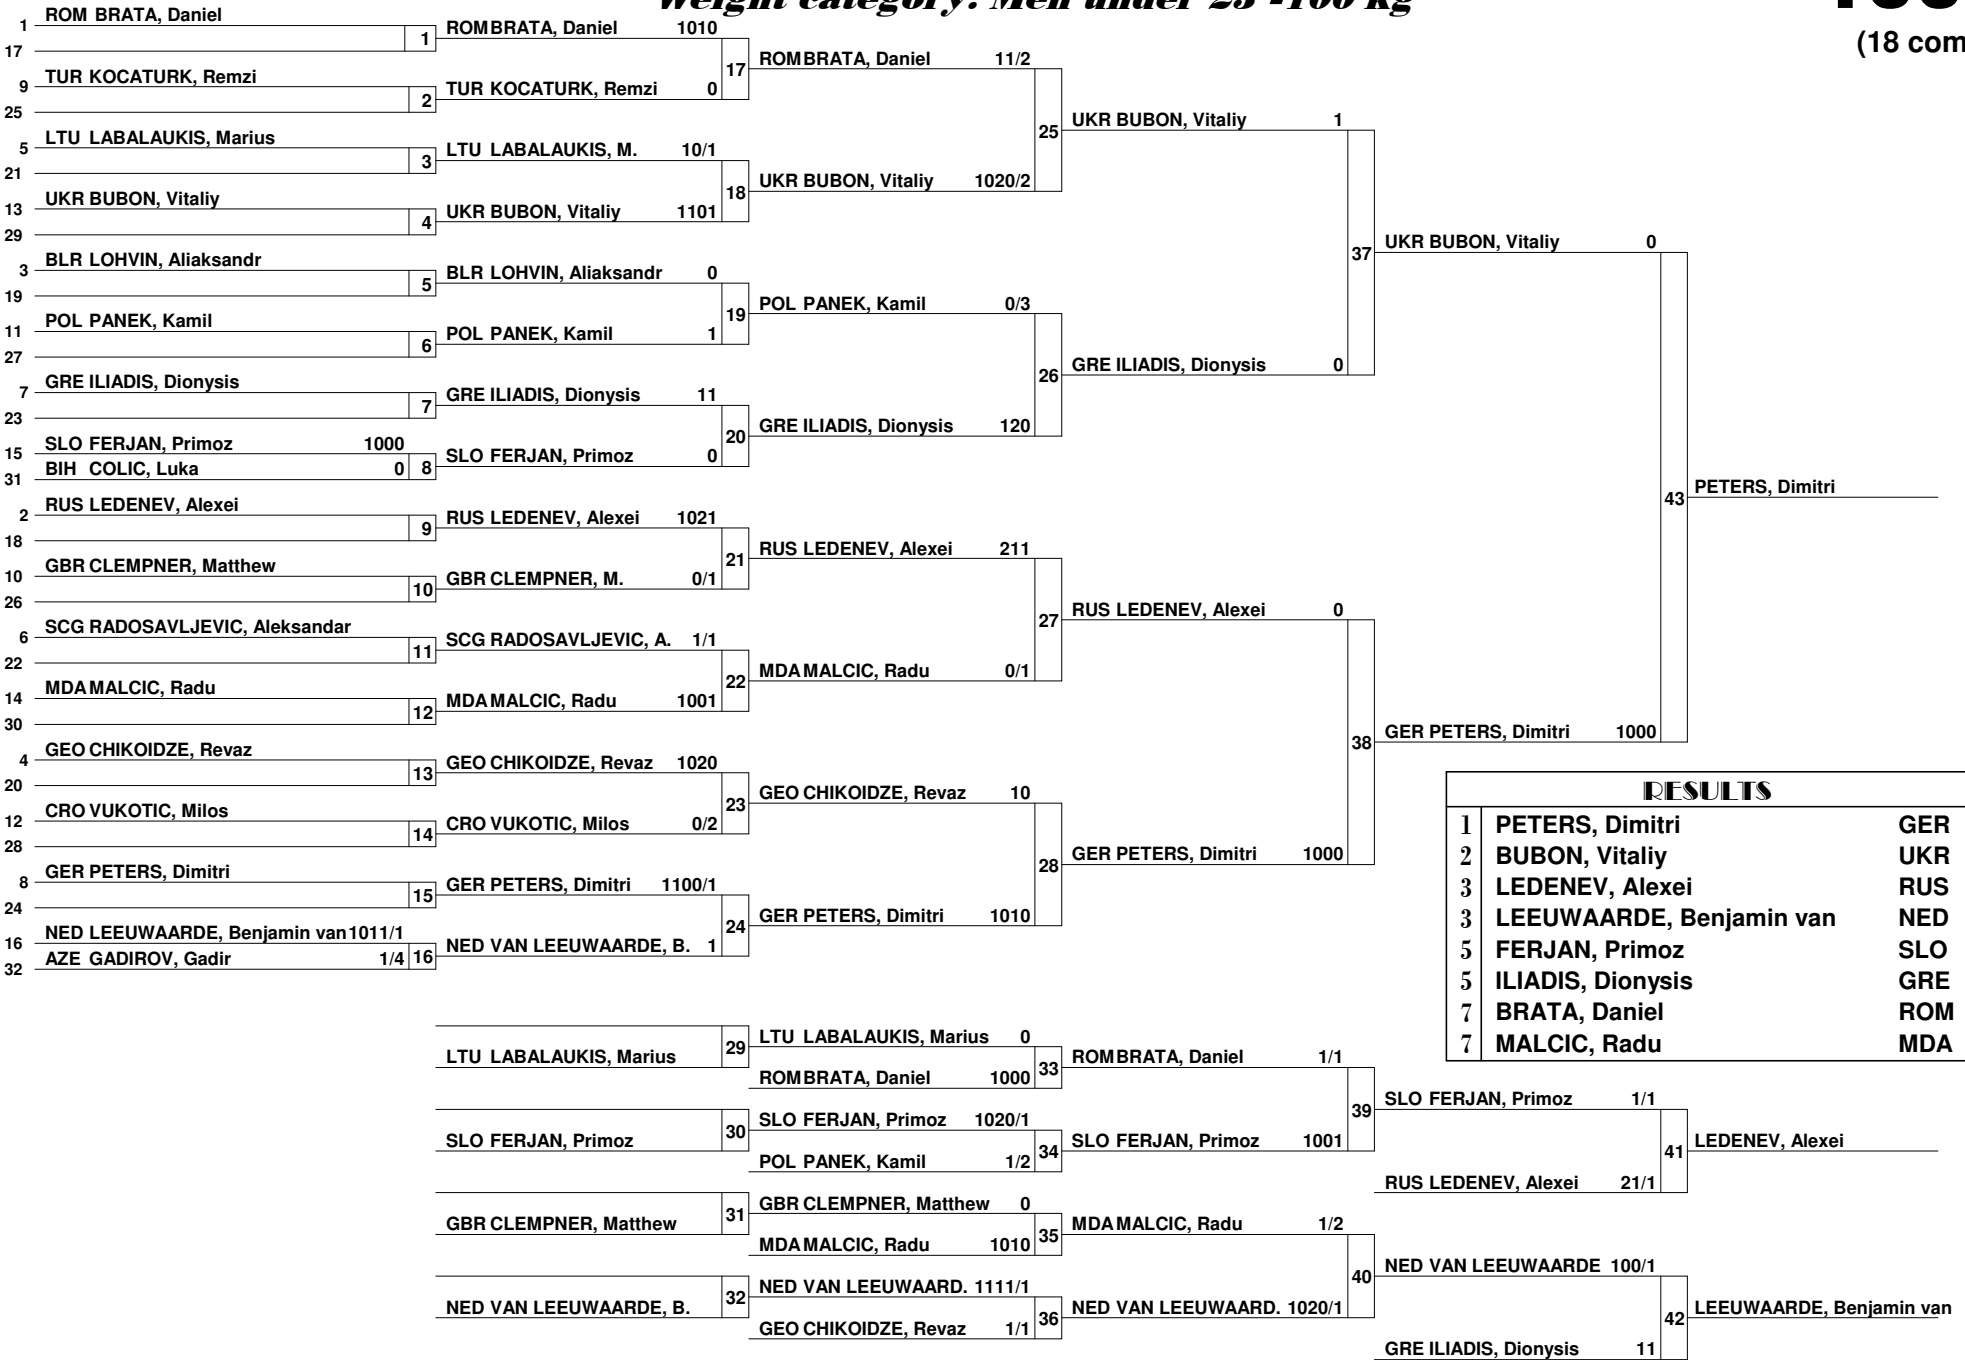 Weight category: Men under 23 -100 kg
(18 com
1 ROM BRATA, Daniel
17
1
9 TUR KOCATURK, Remzi
25
2
5 LTU LABALAUKIS, Marius
21
3
13 UKR BUBON, Vitaliy
29
4
3 BLR LOHVIN, Aliaksandr
19
5
11 POL PANEK, Kamil
27
6
7 GRE ILIADIS, Dionysis
23
7
15 SLO FERJAN, Primoz 1000
31 BIH COLIC, Luka 0
8
2 RUS LEDENEV, Alexei
18
9
10 GBR CLEMPNER, Matthew
26
10
6 SCG RADOSAVLJEVIC, Aleksandar
22
11
14 MDA MALCIC, Radu
30
12
4 GEO CHIKOIDZE, Revaz
20
13
12 CRO VUKOTIC, Milos
28
14
8 GER PETERS, Dimitri
24
15
16 NED LEEUWAARDE, Benjamin van 1011/1
32 AZE GADIROV, Gadir 1/4
16
ROM BRATA, Daniel 1010
TUR KOCATURK, Remzi 0
17
LTU LABALAUKIS, M. 10/1
UKR BUBON, Vitaliy 1101
18
BLR LOHVIN, Aliaksandr 0
POL PANEK, Kamil 1
19
GRE ILIADIS, Dionysis 11
SLO FERJAN, Primoz 0
20
RUS LEDENEV, Alexei 1021
GBR CLEMPNER, M. 0/1
21
SCG RADOSAVLJEVIC, A. 1/1
MDA MALCIC, Radu 1001
22
GEO CHIKOIDZE, Revaz 1020
CRO VUKOTIC, Milos 0/2
23
GER PETERS, Dimitri 1100/1
NED VAN LEEUWAARDE, B. 1
24
ROM BRATA, Daniel 11/2
UKR BUBON, Vitaliy 1020/2
25
POL PANEK, Kamil 0/3
GRE ILIADIS, Dionysis 120
26
RUS LEDENEV, Alexei 211
MDA MALCIC, Radu 0/1
27
GEO CHIKOIDZE, Revaz 10
GER PETERS, Dimitri 1010
28
UKR BUBON, Vitaliy 1
GRE ILIADIS, Dionysis 0
37
RUS LEDENEV, Alexei 0
GER PETERS, Dimitri 1000
38
UKR BUBON, Vitaliy 0
GER PETERS, Dimitri 1000
43
PETERS, Dimitri
RESULTS
1 PETERS, Dimitri GER
2 BUBON, Vitaliy UKR
3 LEDENEV, Alexei RUS
3 LEEUWAARDE, Benjamin van NED
5 FERJAN, Primoz SLO
5 ILIADIS, Dionysis GRE
7 BRATA, Daniel ROM
7 MALCIC, Radu MDA
LTU LABALAUKIS, Marius
29
SLO FERJAN, Primoz
30
GBR CLEMPNER, Matthew
31
NED VAN LEEUWAARDE, B.
32
LTU LABALAUKIS, Marius 0
ROM BRATA, Daniel 1000
33
SLO FERJAN, Primoz 1020/1
POL PANEK, Kamil 1/2
34
GBR CLEMPNER, Matthew 0
MDA MALCIC, Radu 1010
35
NED VAN LEEUWAARD. 1111/1
GEO CHIKOIDZE, Revaz 1/1
36
ROM BRATA, Daniel 1/1
SLO FERJAN, Primoz 1001
39
MDA MALCIC, Radu 1/2
NED VAN LEEUWAARD. 1020/1
40
SLO FERJAN, Primoz 1/1
RUS LEDENEV, Alexei 21/1
41
LEDENEV, Alexei
NED VAN LEEUWAARDE 100/1
GRE ILIADIS, Dionysis 11
42
LEEUWAARDE, Benjamin van